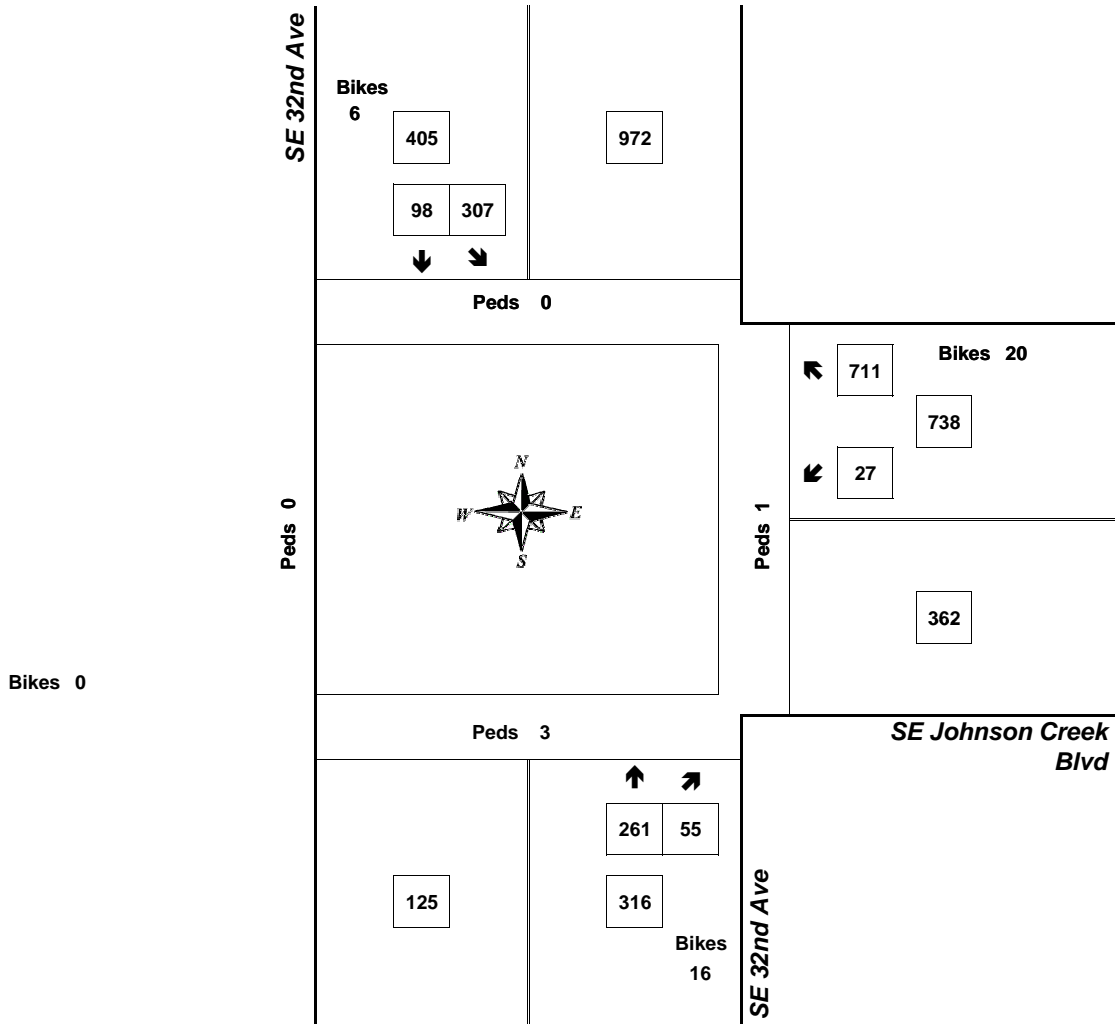 SE 32nd Ave
Bikes
6
405
972
98 307
Peds 0
711
Bikes 20
738
27
N
W E
S
Peds 0
Peds 1
362
Bikes 0
Peds 3
SE Johnson Creek
Blvd
261 55
125
316
Bikes
16
SE 32nd Ave